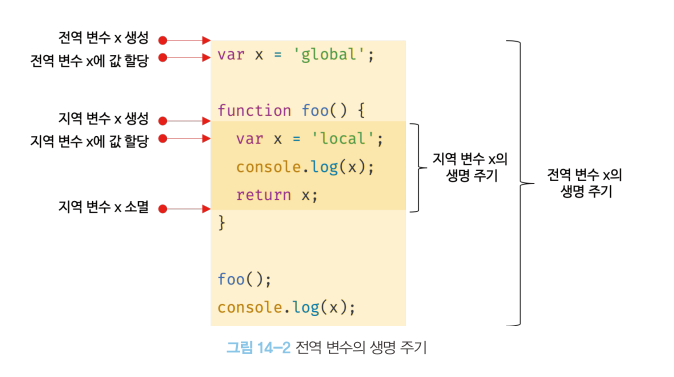 전역 변수 x 생성
전역 변수 x에 값 할당
var x = 'global';
지역 변수 x 생성
지역 변수 x에 값 할당
function foo() {
var x = 'local';
console.log(x);
return x;
지역 변수 x 소멸
}
foo();
console.log(x);
지역 변수 x의
생명 주기
전역 변수 x의
생명 주기
그림 14-2 전역 변수의 생명 주기